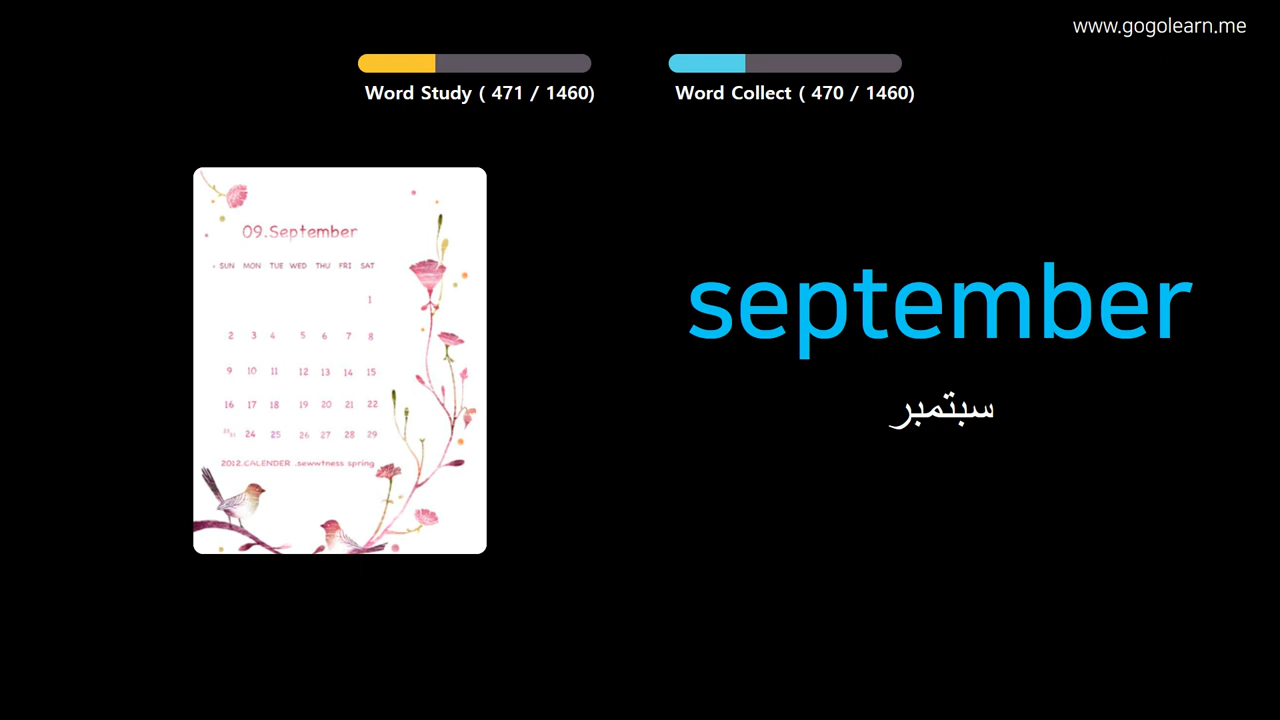 www.gogolearn.me
Word Study ( 471 / 1460)
Word Collect ( 470 / 1460)
09.September
SUN MON TUE WED THU FRI SAT
1
2 3 4 5 6 7 8
9 10 11 12 13 14 15
16 17 18 19 20 21 22
24 25 26 27 28 29
2012.CALENDER .sewwtness spring
september
سبتمبر